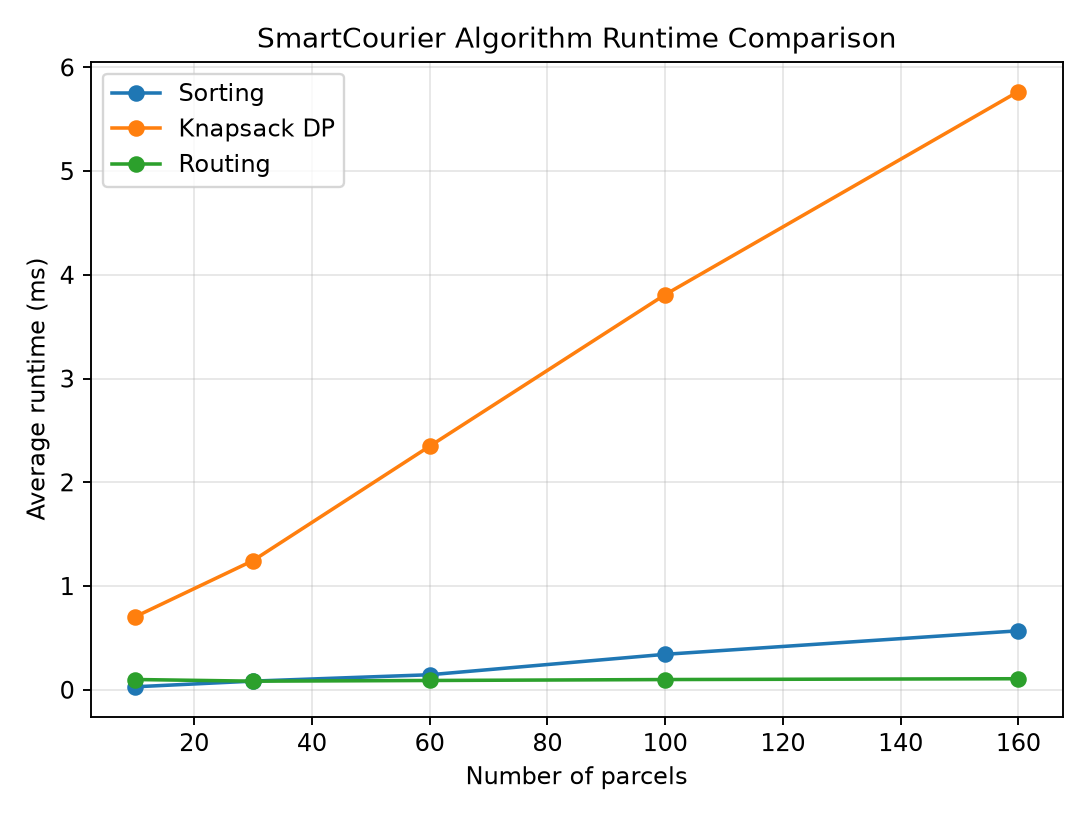 SmartCourier Algorithm Runtime Comparison
Sorting
Knapsack DP
Routing
Average runtime (ms)
6
5
4
3
2
1
0
20 40 60 80 100 120 140 160
Number of parcels